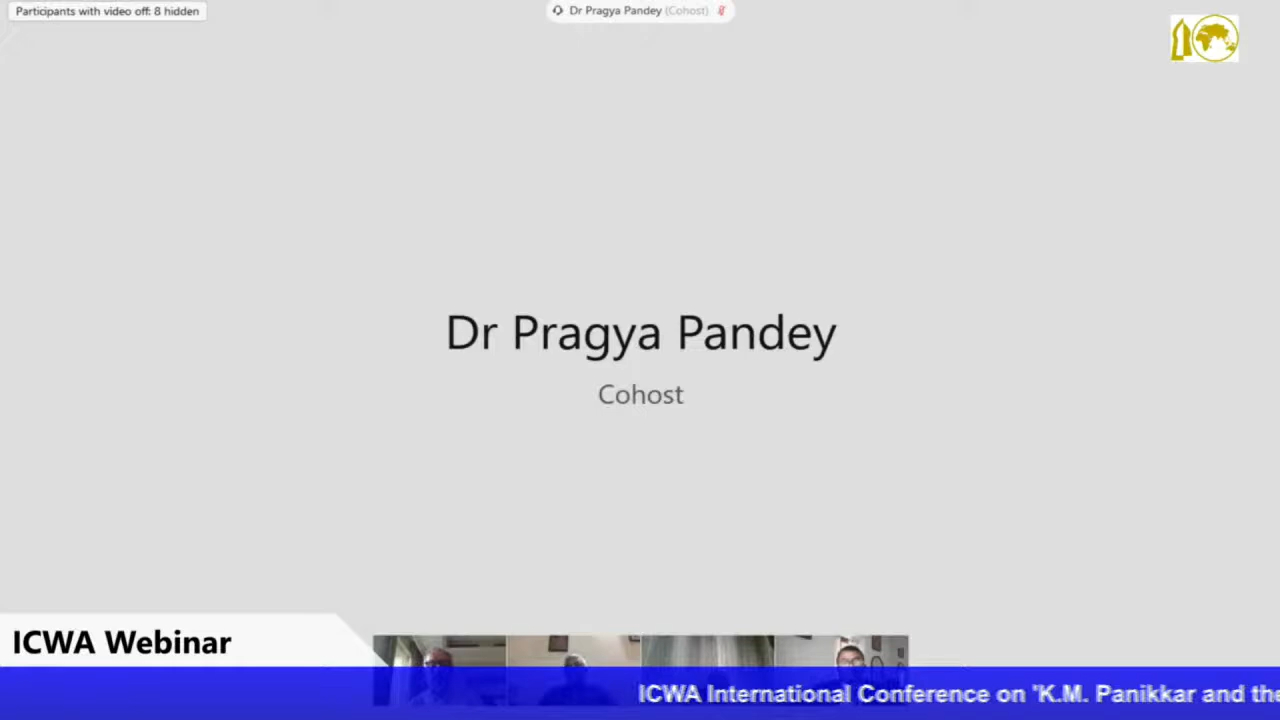 Participants with video off: 8 hidden
Dr Pragya Pandey (Cohost)
Dr Pragya Pandey
Cohost
ICWA Webinar
ICWA International Conference on 'K.M. Panikkar and the